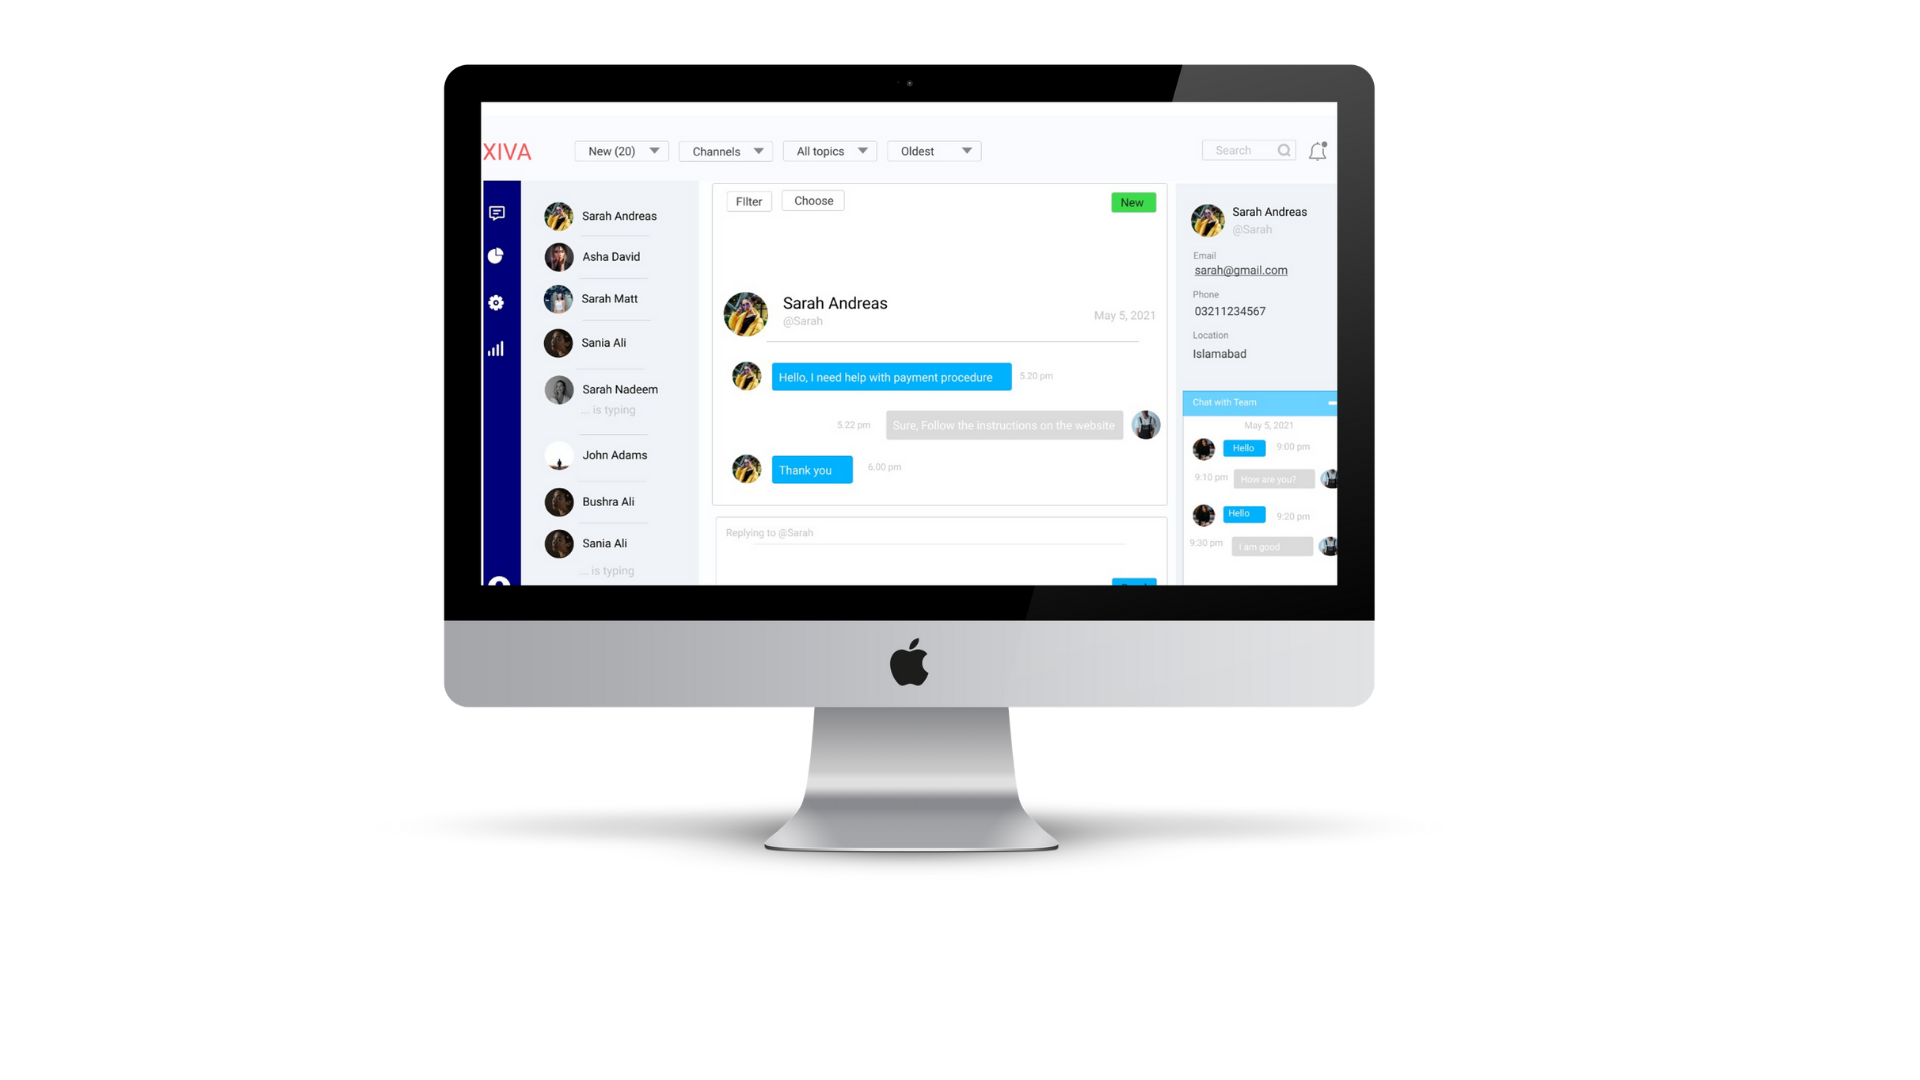 XIVA
New (20)
Channels
All topics
Oldest
Search
Sarah Andreas
Asha David
Sarah Matt
Sania Ali
Sarah Nadeem
... is typing
John Adams
Bushra Ali
Sania Ali
... is typing
Filter
Choose
New
Sarah Andreas
@Sarah
May 5, 2021
Hello, I need help with payment procedure
5.20 pm
5.22 pm
Sure, Follow the instructions on the website
Thank you
6.00 pm
Replying to @Sarah
Sarah Andreas
@Sarah
Email
sarah@gmail.com
Phone
03211234567
Location
Islamabad
Chat with Team
May 5, 2021
Hello
9:00 pm
9:10 pm
How are you?
Hello
9:20 pm
9:30 pm
I am good